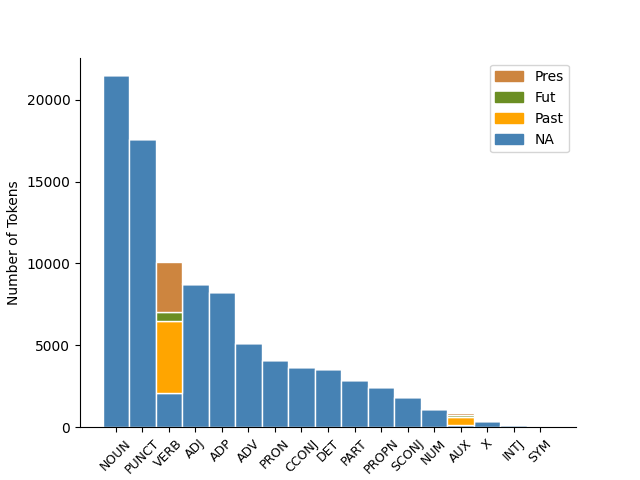 Pres
Fut
Past
NA
Number of Tokens
20000
15000
10000
5000
0
NOUN
PUNCT
VERB
ADJ
ADP
ADV
PRON
CCONJ
DET
PART
PROPN
SCONJ
NUM
AUX
X
INTJ
SYM